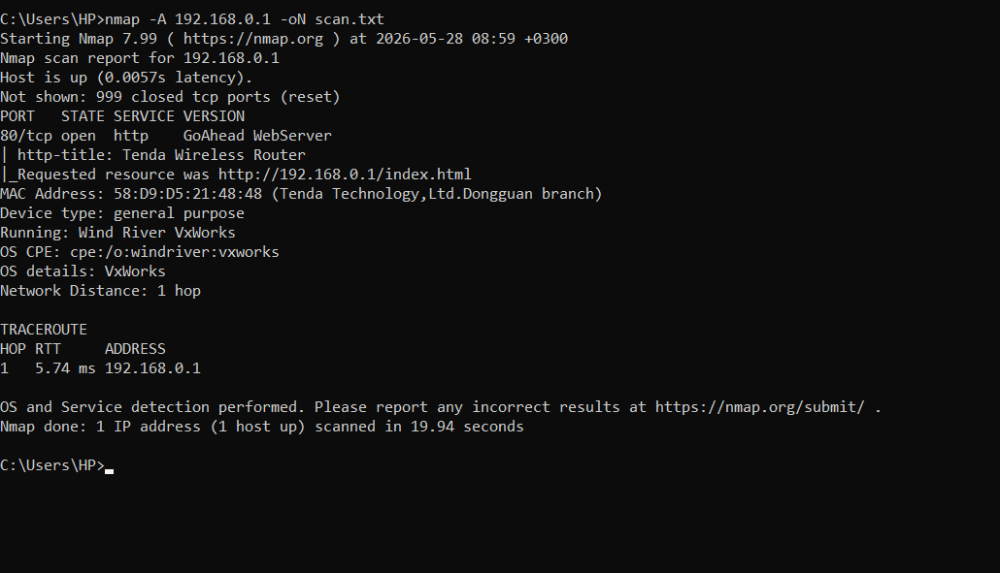 C:\Users\HP>nmap -A 192.168.0.1 -oN scan.txt
Starting Nmap 7.99 ( https://nmap.org ) at 2026-05-28 08:59 +0300
Nmap scan report for 192.168.0.1
Host is up (0.0057s latency).
Not shown: 999 closed tcp ports (reset)
PORT   STATE SERVICE VERSION
80/tcp open  http    GoAhead WebServer
| http-title: Tenda Wireless Router
|_Requested resource was http://192.168.0.1/index.html
MAC Address: 58:D9:D5:21:48:48 (Tenda Technology,Ltd.Dongguan branch)
Device type: general purpose
Running: Wind River VxWorks
OS CPE: cpe:/o:windriver:vxworks
OS details: VxWorks
Network Distance: 1 hop

TRACEROUTE
HOP RTT     ADDRESS
1   5.74 ms 192.168.0.1

OS and Service detection performed. Please report any incorrect results at https://nmap.org/submit/ .
Nmap done: 1 IP address (1 host up) scanned in 19.94 seconds

C:\Users\HP>